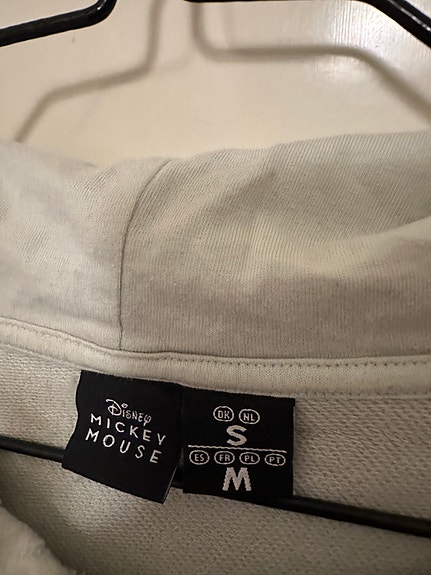 Disney
MICKEY
MOUSE
DK NL
S
ES FR PL PT
M